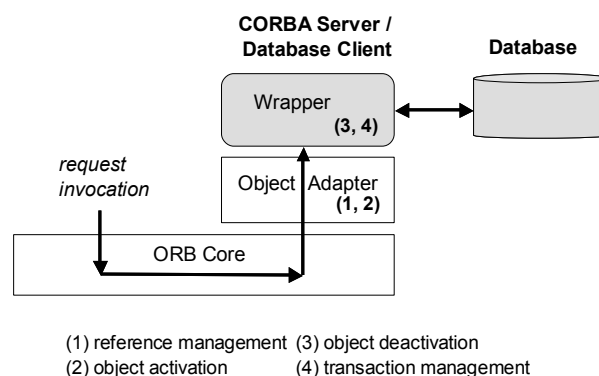 CORBA Server /
Database Client
Database
Wrapper
(3, 4)
request
invocation
Object Adapter
(1, 2)
ORB Core
(1) reference management (3) object deactivation
(2) object activation (4) transaction management